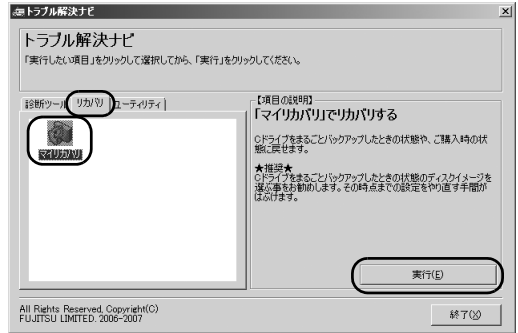 トラブル解決ナビ
トラブル解決ナビ
「実行したい項目」をクリックして選択してから、「実行」をクリックしてください。
診断ツール
リカバリ
ユーティリティ
マイリカバリ
【項目の説明】
「マイリカバリ」でリカバリする
Cドライブをまるごとバックアップしたときの状態や、ご購入時の状
態に戻せます。
★推奨★
Cドライブをまるごとバックアップしたときの状態のディスクイメージを
選ぶ事をお勧めします。その時点までの設定をやり直す手間が
はぶけます。
実行(E)
All Rights Reserved, Copyright(C)
FUJITSU LIMITED. 2006-2007
終了(X)